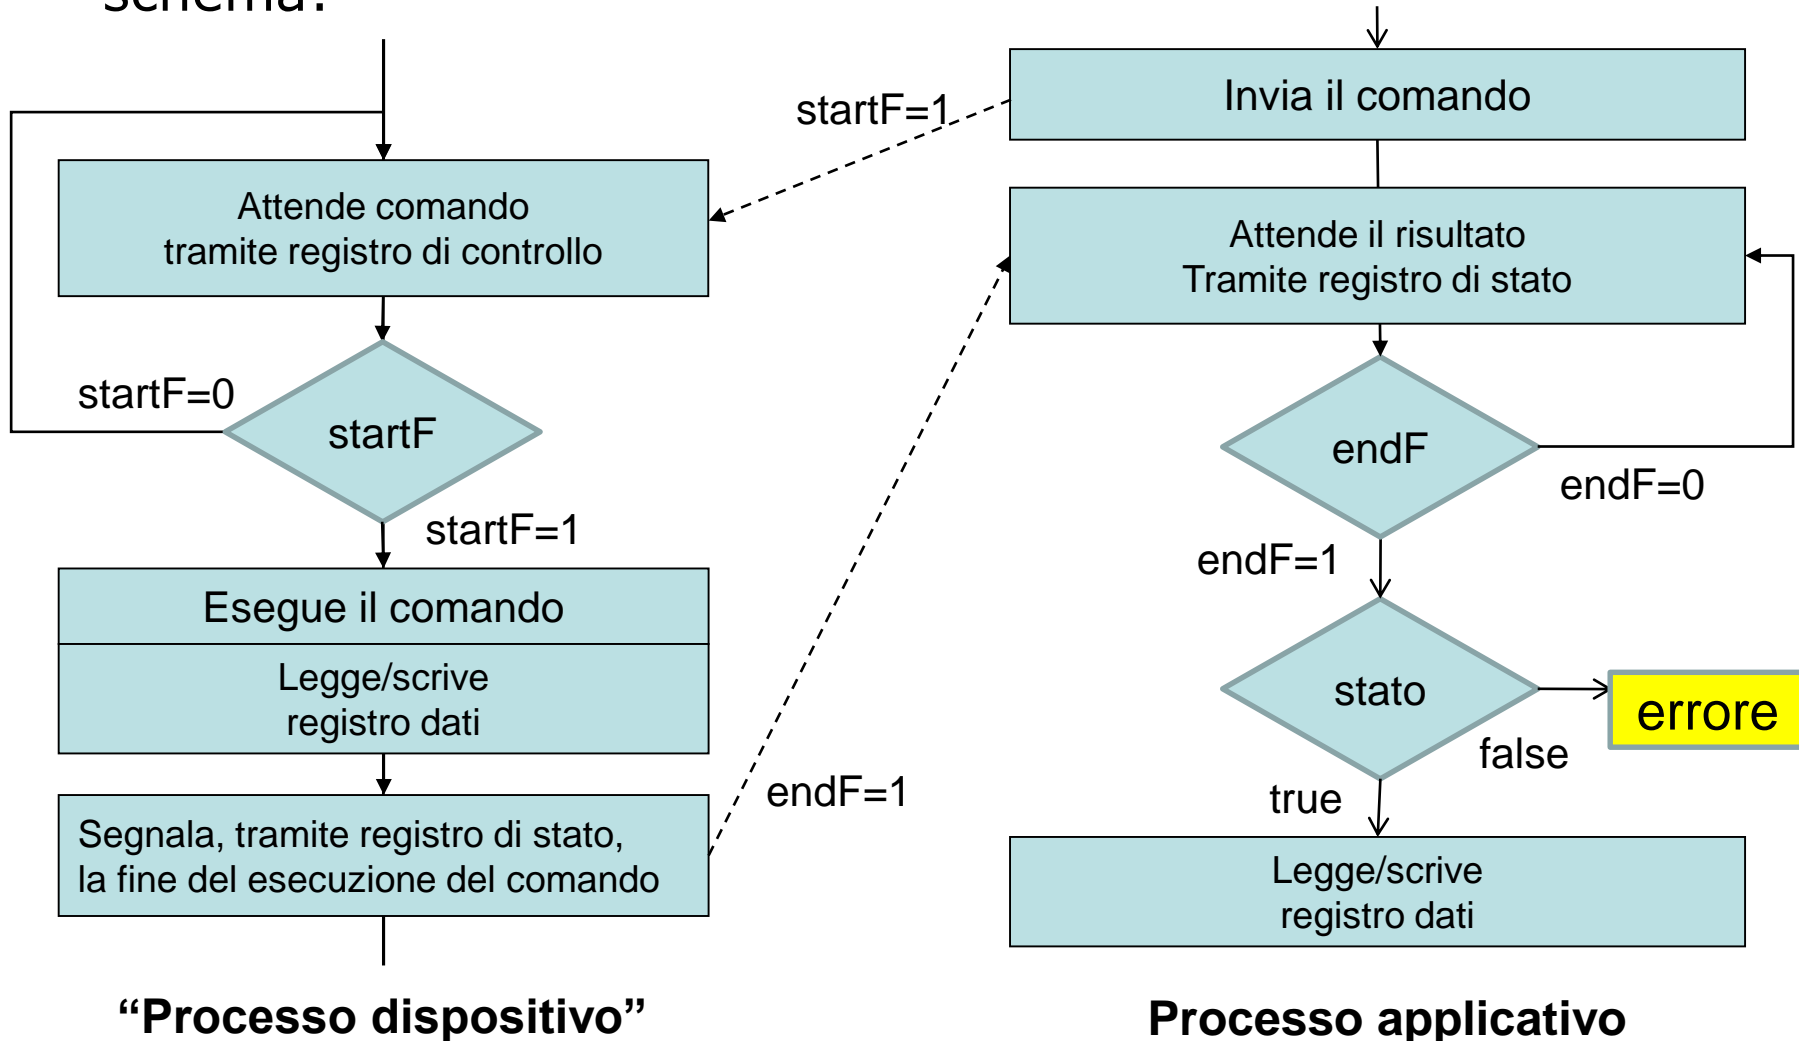 schema:
startF=1
Attende comando
tramite registro di controllo
startF=0
startF
startF=1
Esegue il comando
Legge/scrive
registro dati
Segnala, tramite registro di stato,
la fine del esecuzione del comando
endF=1
“Processo dispositivo”
Invia il comando
Attende il risultato
Tramite registro di stato
endF
endF=0
endF=1
stato
errore
false
true
Legge/scrive
registro dati
Processo applicativo